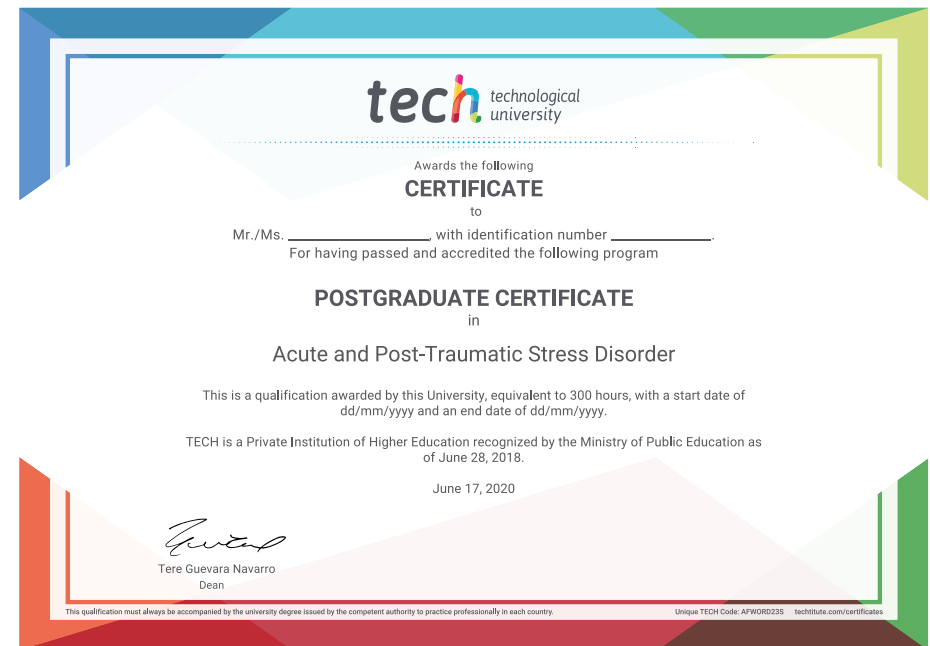 tech technological
university
Awards the following
CERTIFICATE
to
Mr./Ms. ____________________, with identification number ______________.
For having passed and accredited the following program
POSTGRADUATE CERTIFICATE
in
Acute and Post-Traumatic Stress Disorder
This is a qualification awarded by this University, equivalent to 300 hours, with a start date of
dd/mm/yyyy and an end date of dd/mm/yyyy.
TECH is a Private Institution of Higher Education recognized by the Ministry of Public Education as
of June 28, 2018.
June 17, 2020
Tere Guevara Navarro
Dean
This qualification must always be accompanied by the university degree issued by the competent authority to practice professionally in each country.
Unique TECH Code: AFWORD23S techtitute.com/certificates